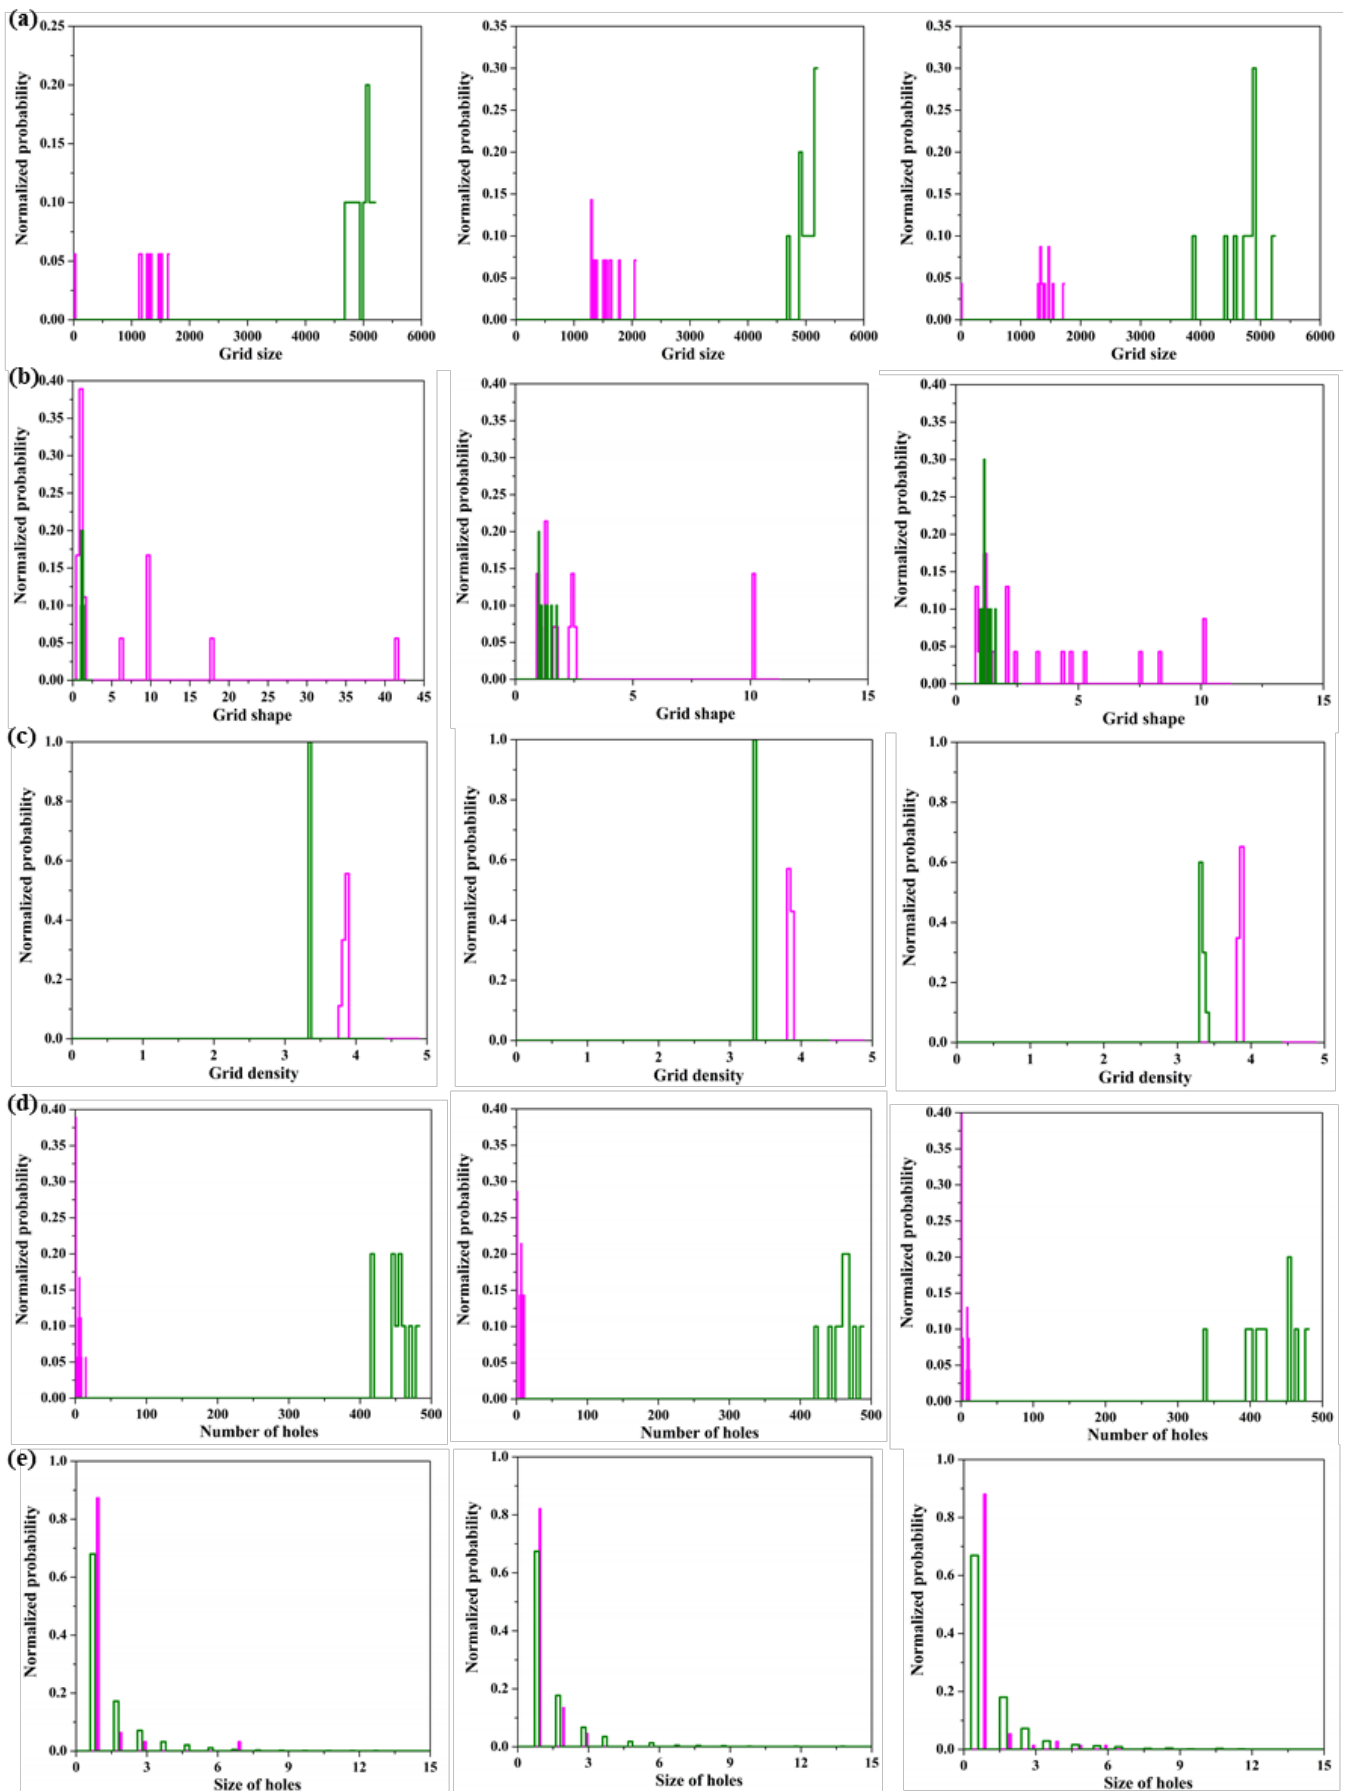 (a)
Normalized probability
0.25
0.20
0.15
0.10
0.05
0.00
0 1000 2000 3000 4000 5000 6000
Grid size
Normalized probability
0.35
0.30
0.25
0.20
0.15
0.10
0.05
0.00
0 1000 2000 3000 4000 5000 6000
Grid size
Normalized probability
0.35
0.30
0.25
0.20
0.15
0.10
0.05
0.00
0 1000 2000 3000 4000 5000 6000
Grid size
(b)
Normalized probability
0.40
0.35
0.30
0.25
0.20
0.15
0.10
0.05
0.00
0 5 10 15 20 25 30 35 40 45
Grid shape
Normalized probability
0.40
0.35
0.30
0.25
0.20
0.15
0.10
0.05
0.00
0 5 10 15
Grid shape
Normalized probability
0.40
0.35
0.30
0.25
0.20
0.15
0.10
0.05
0.00
0 5 10 15
Grid shape
(c)
Normalized probability
1.0
0.8
0.6
0.4
0.2
0.0
0 1 2 3 4 5
Grid density
Normalized probability
1.0
0.8
0.6
0.4
0.2
0.0
0 1 2 3 4 5
Grid density
Normalized probability
1.0
0.8
0.6
0.4
0.2
0.0
0 1 2 3 4 5
Grid density
(d)
Normalized probability
0.40
0.35
0.30
0.25
0.20
0.15
0.10
0.05
0.00
0 100 200 300 400 500
Number of holes
Normalized probability
0.40
0.35
0.30
0.25
0.20
0.15
0.10
0.05
0.00
0 100 200 300 400 500
Number of holes
Normalized probability
0.40
0.35
0.30
0.25
0.20
0.15
0.10
0.05
0.00
0 100 200 300 400 500
Number of holes
(e)
Normalized probability
1.0
0.8
0.6
0.4
0.2
0.0
0 3 6 9 12 15
Size of holes
Normalized probability
1.0
0.8
0.6
0.4
0.2
0.0
0 3 6 9 12 15
Size of holes
Normalized probability
1.0
0.8
0.6
0.4
0.2
0.0
0 3 6 9 12 15
Size of holes